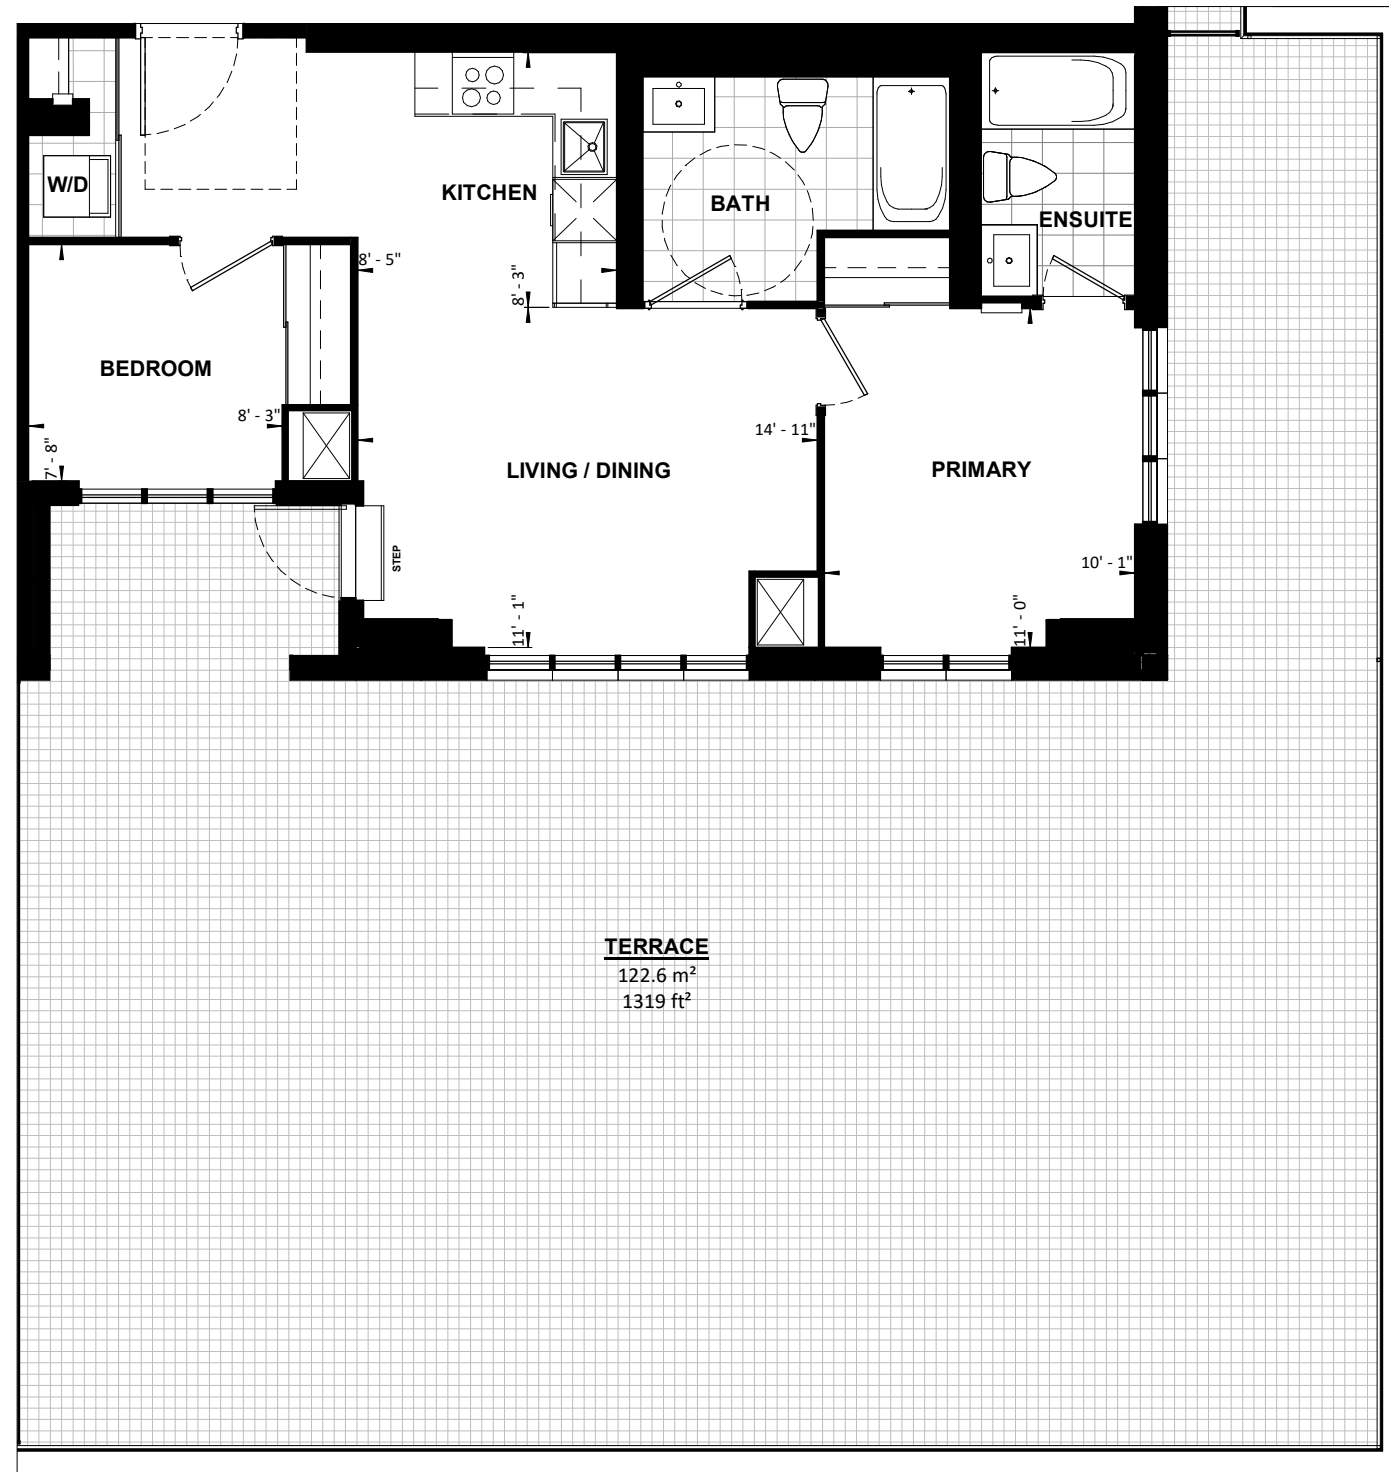 W/D
KITCHEN
BATH
ENSUITE
8' - 5"
8' - 3"
BEDROOM
8' - 3"
7' - 8"
14' - 11"
LIVING / DINING
PRIMARY
STEP
10' - 1"
11' - 1"
11' - 0"
TERRACE
122.6 m²
1319 ft²